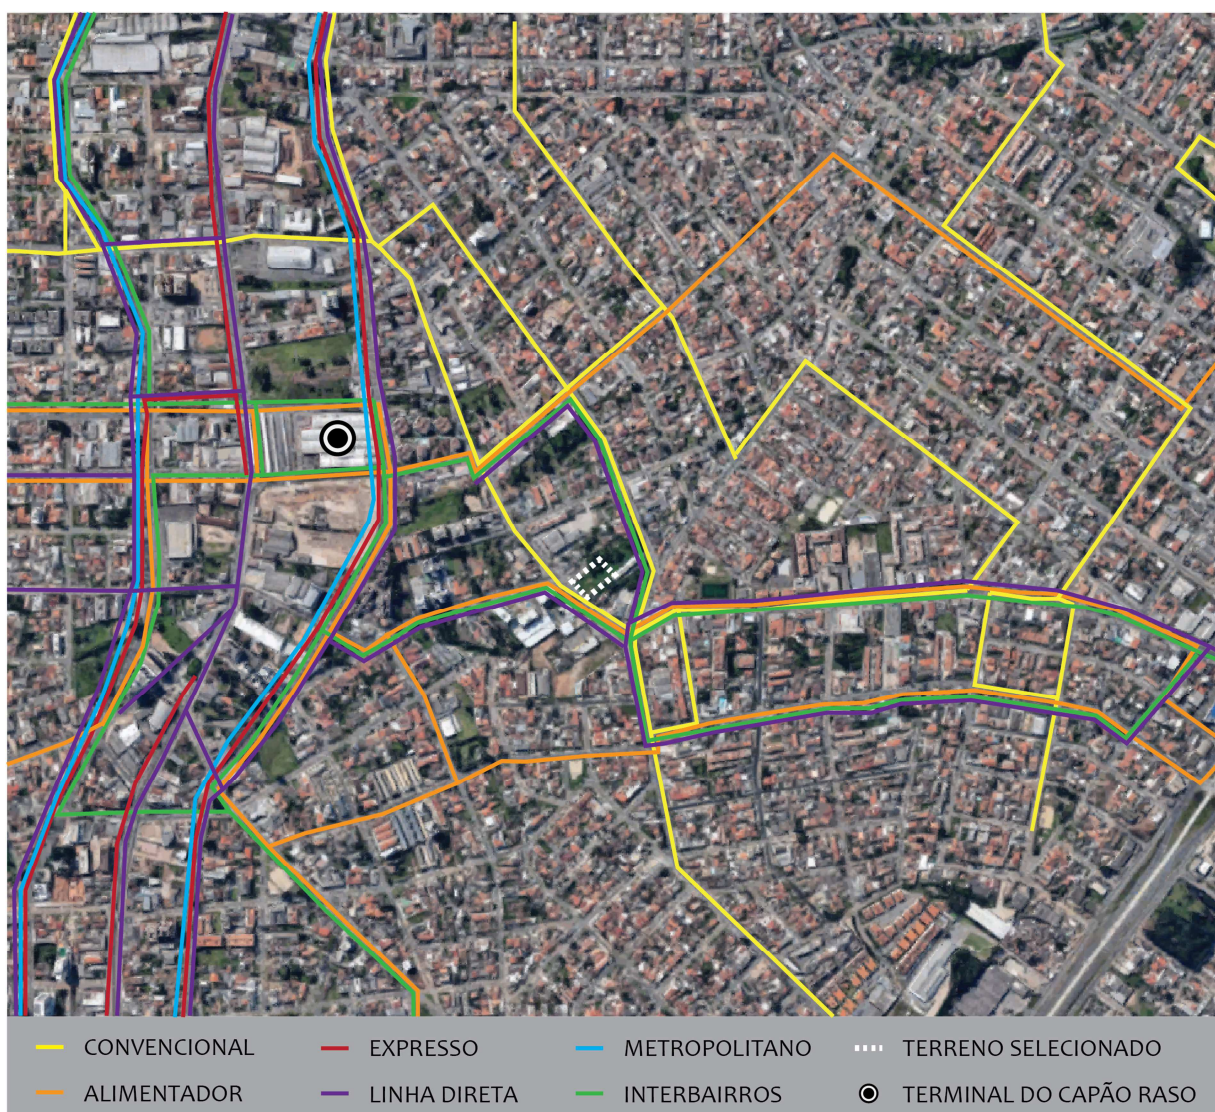 CONVENCIONAL
EXPRESSO
METROPOLITANO
TERRENO SELECIONADO
ALIMENTADOR
LINHA DIRETA
INTERBAIRROS
TERMINAL DO CAPÃO RASO